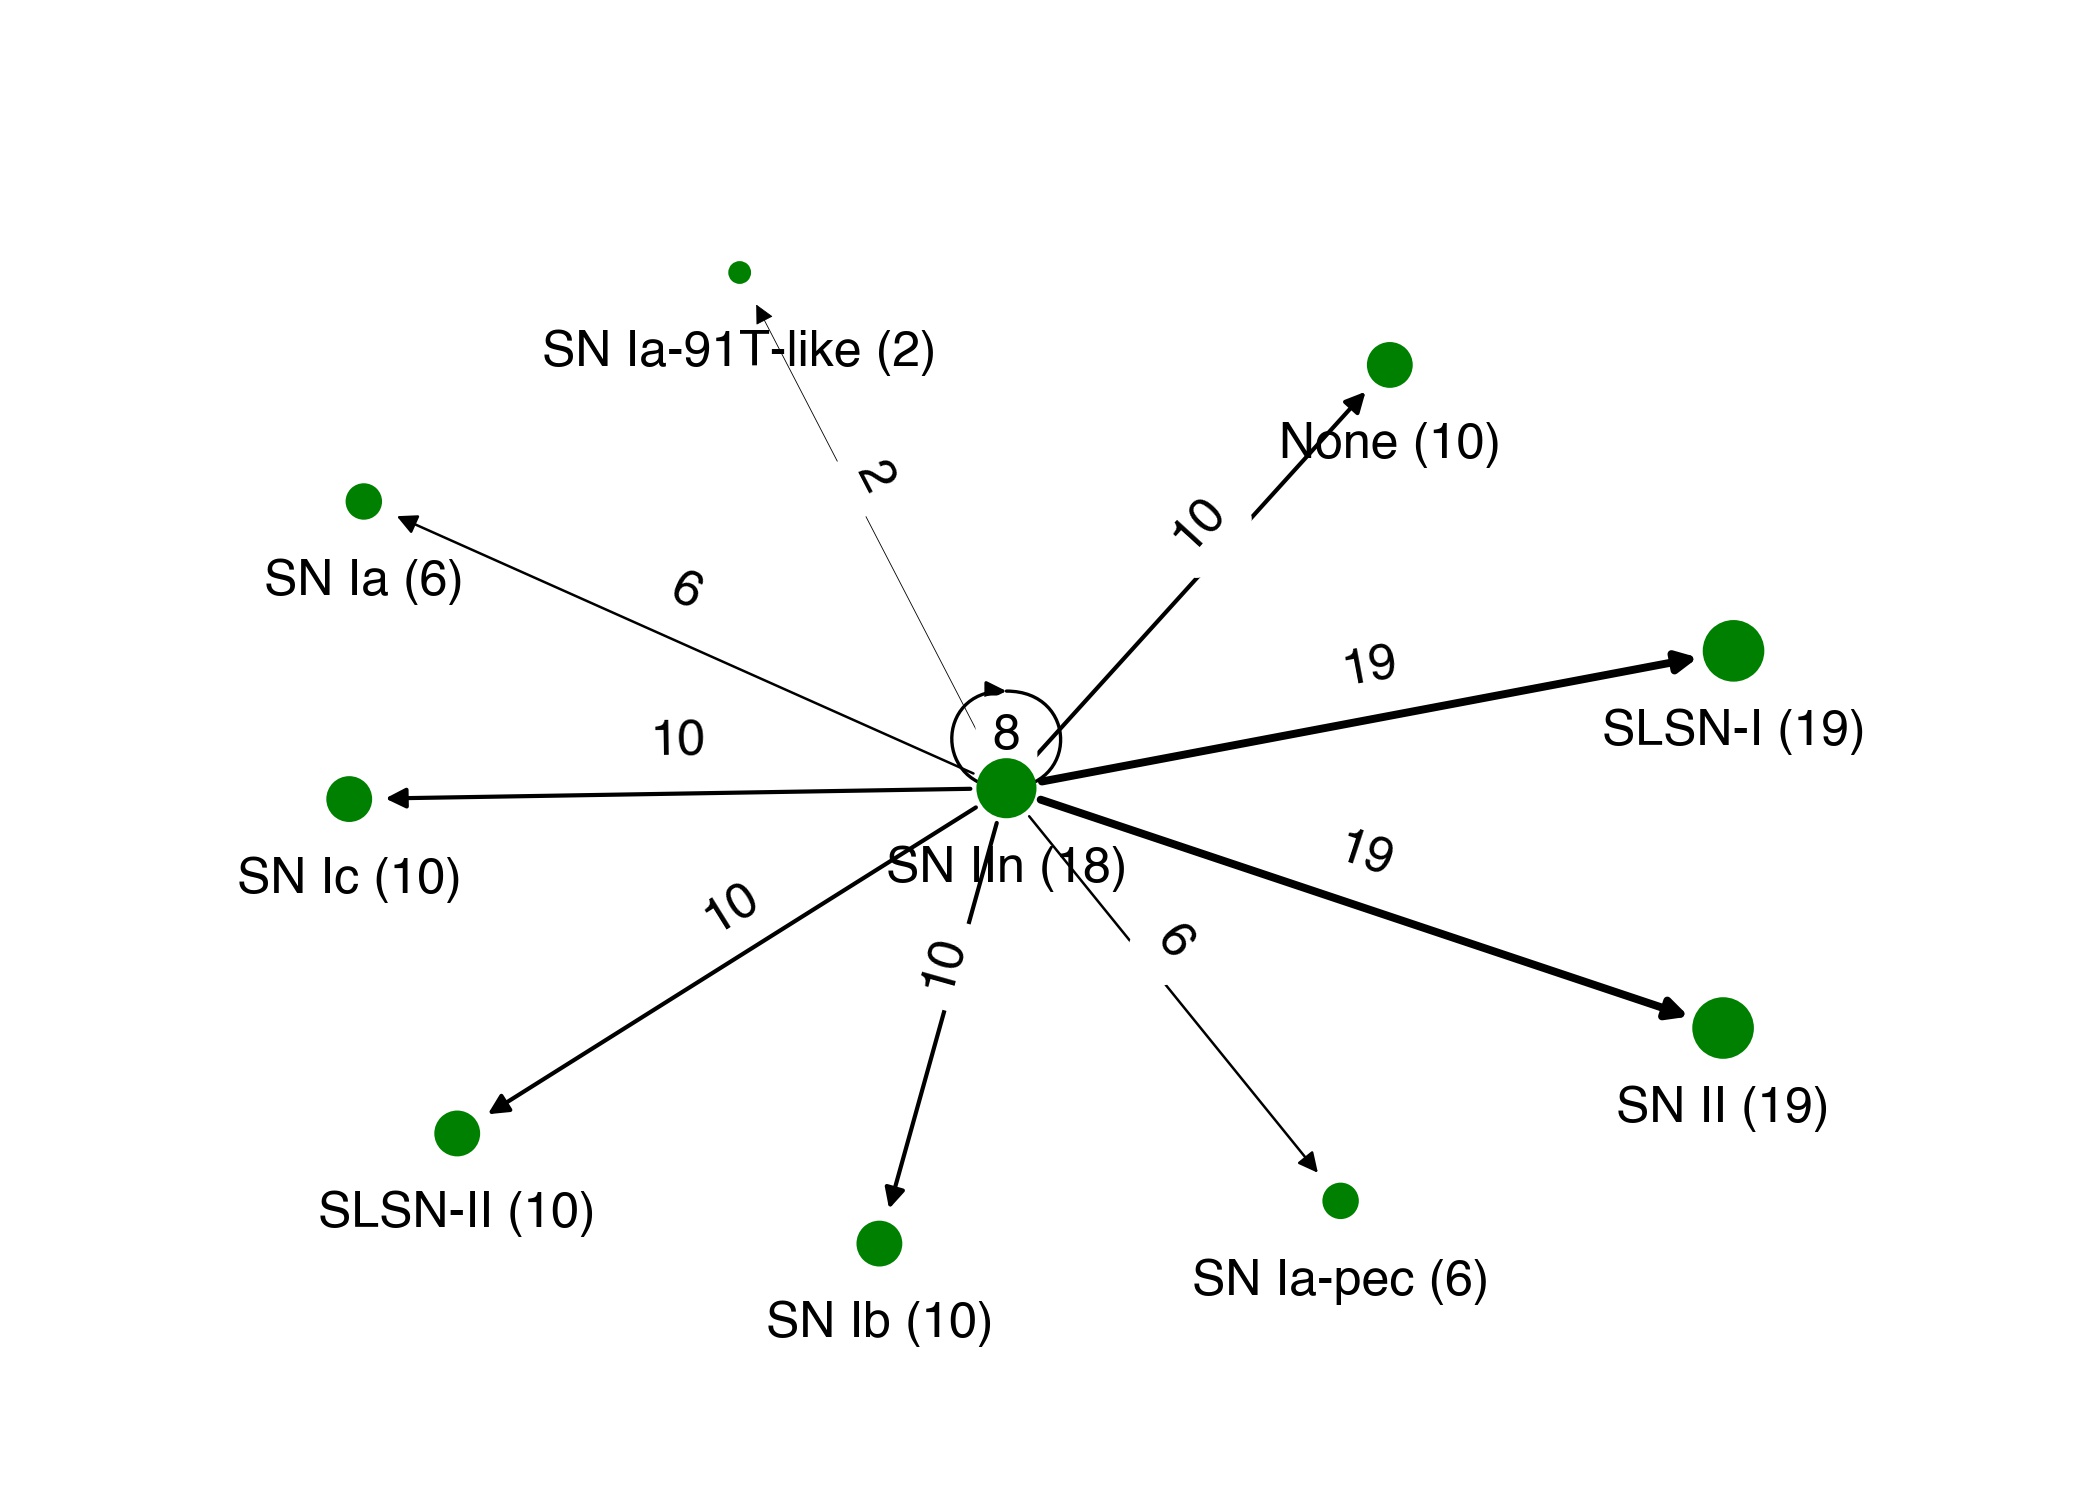 SN Ia-91T-like (2)
None (10)
2
10
SN Ia (6)
6
19
SLSN-I (19)
10
8
SN IIn (18)
19
SN Ic (10)
10
10
6
SN II (19)
SLSN-II (10)
SN Ia-pec (6)
SN Ib (10)